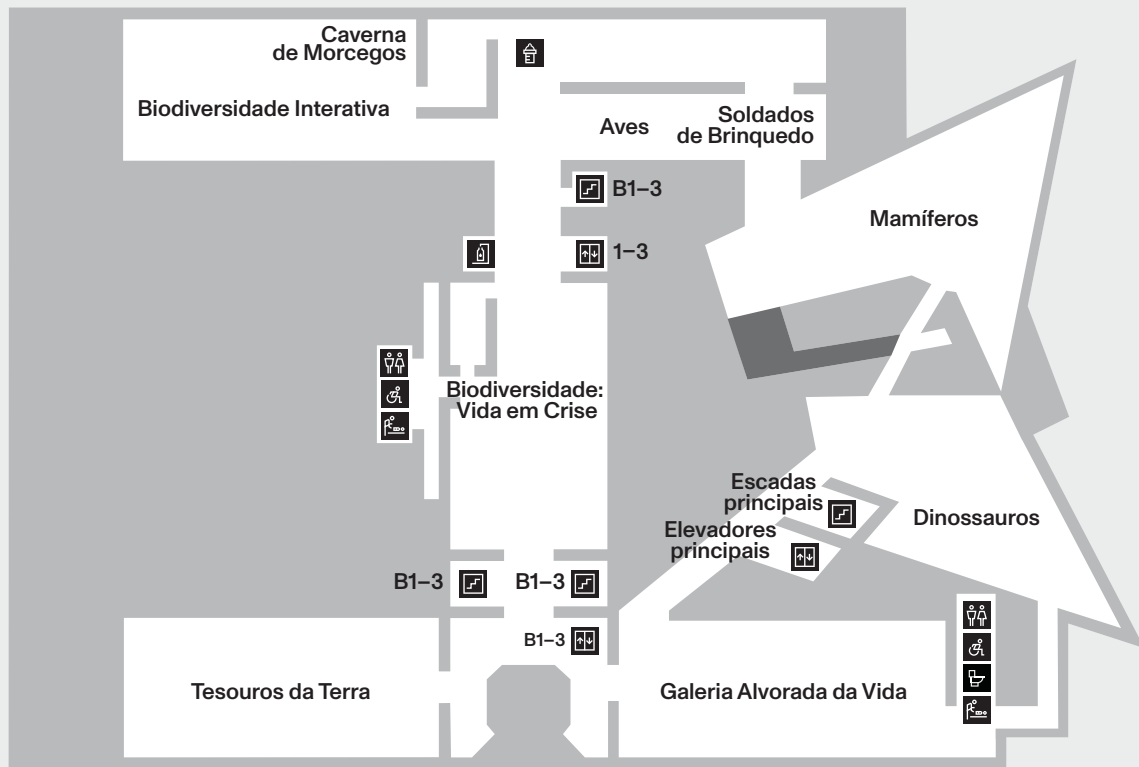 Caverna
de Morcegos
Biodiversidade Interativa
Aves
Soldados
de Brinquedo
B1–3
Mamíferos
1–3
Biodiversidade:
Vida em Crise
Escadas
principais
Dinossauros
Elevadores
principais
B1–3
B1–3
B1–3
Tesouros da Terra
Galeria Alvorada da Vida